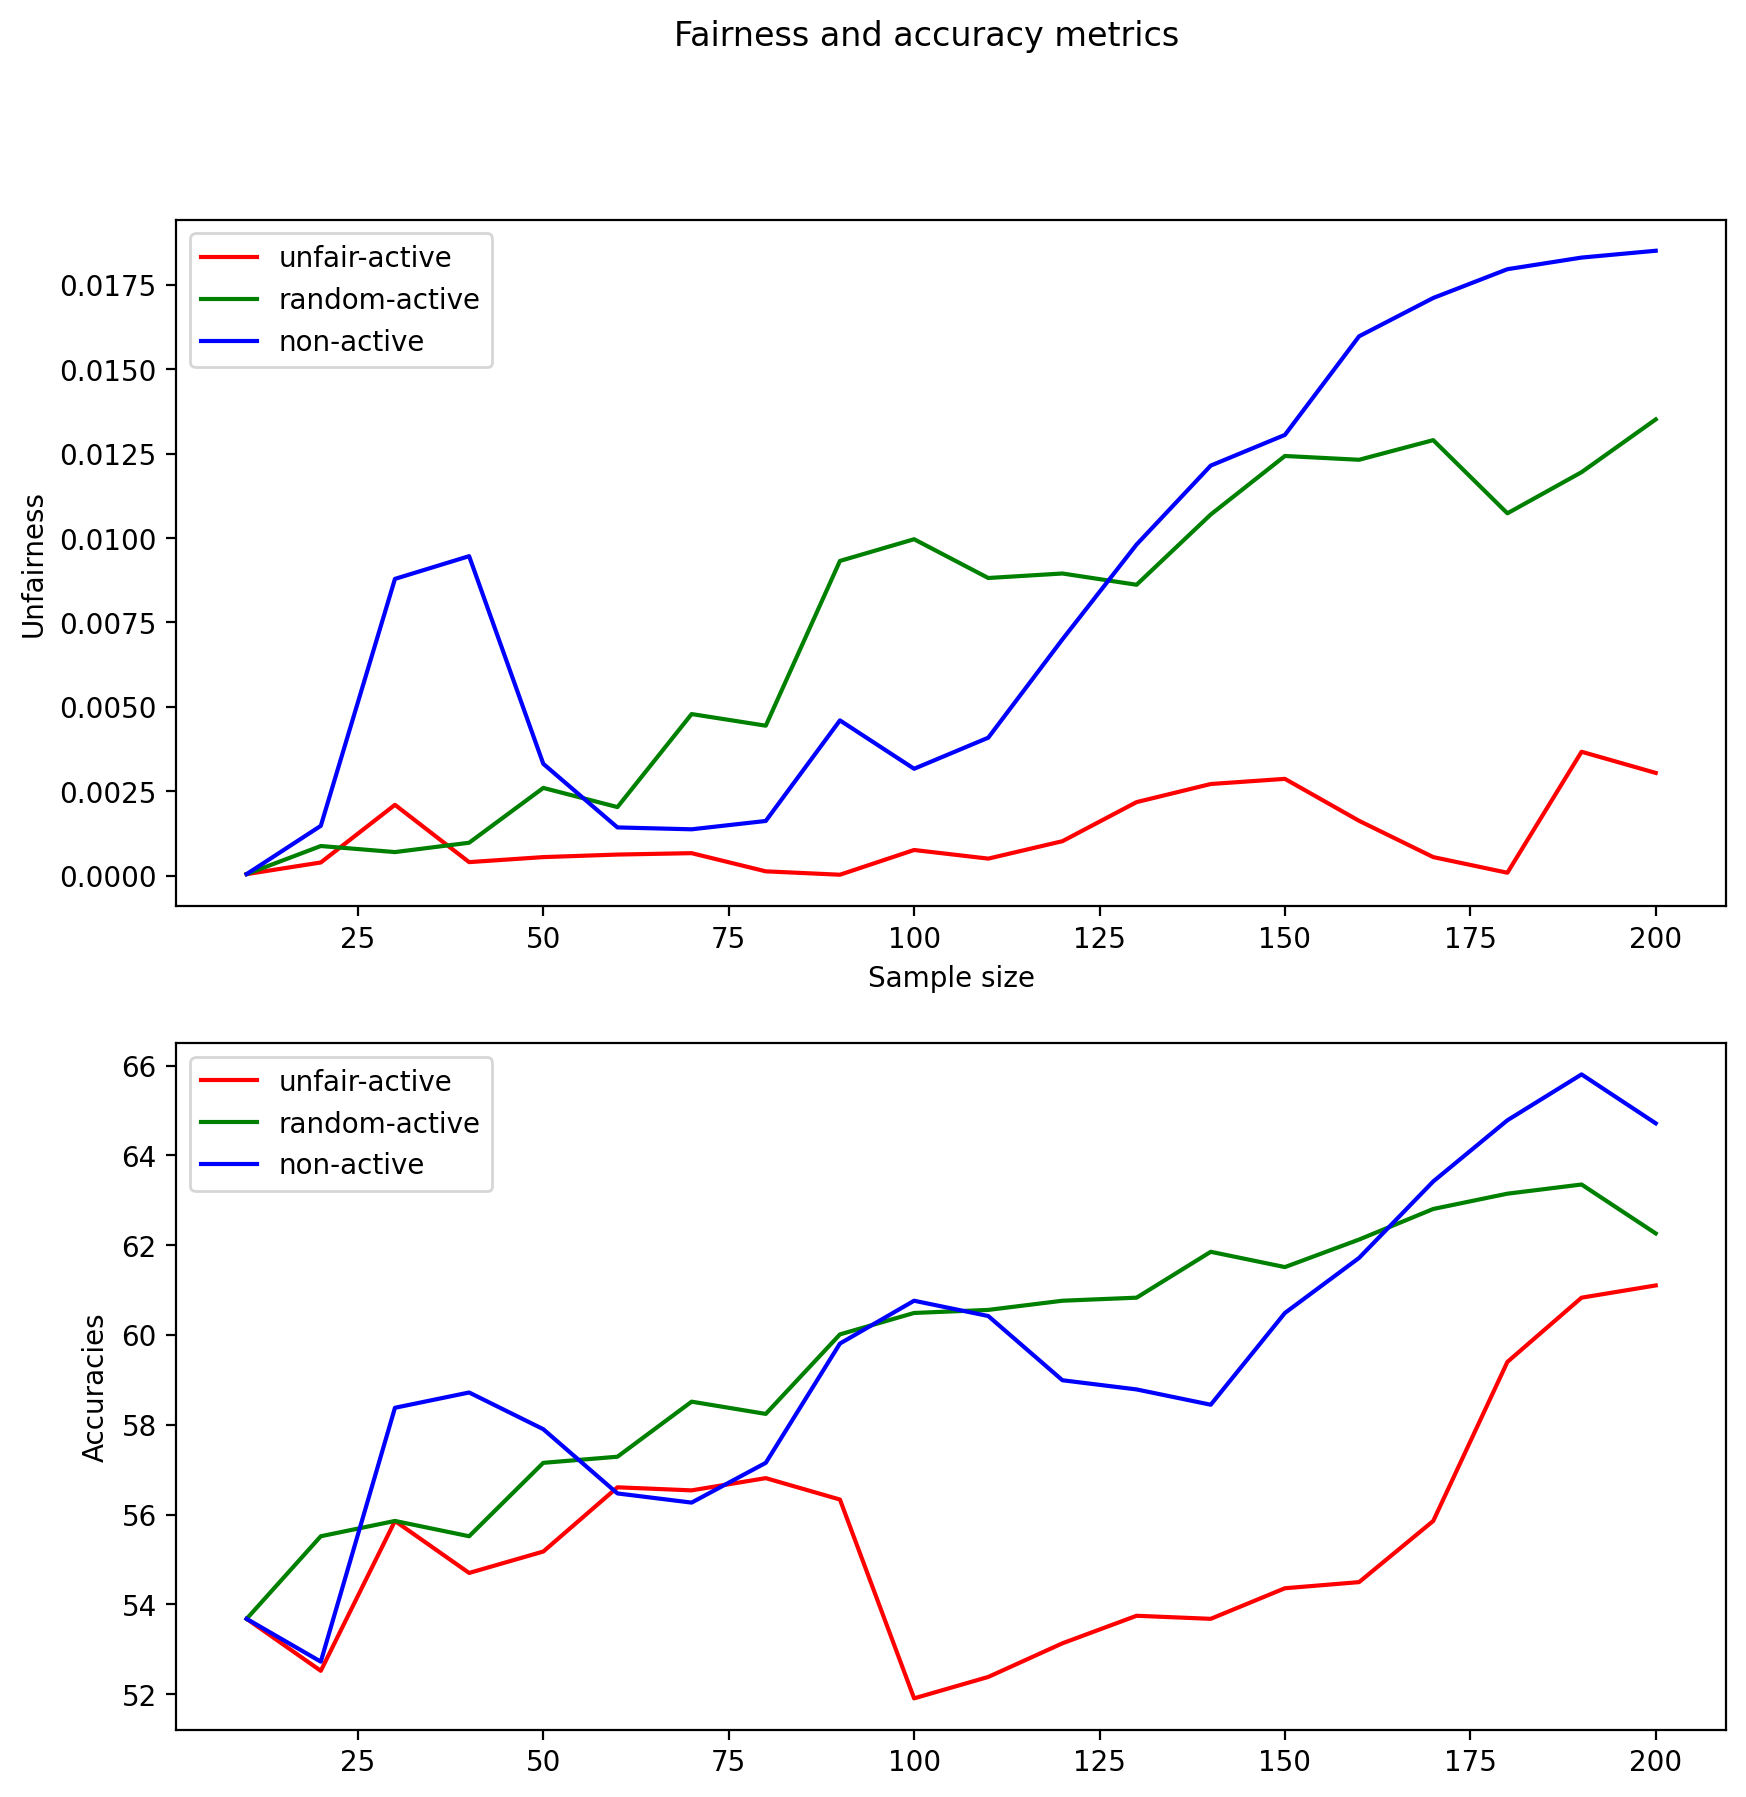 Fairness and accuracy metrics
unfair-active
random-active
non-active
0.0175
0.0150
0.0125
0.0100
0.0075
0.0050
0.0025
0.0000
Unfairness
25 50 75 100 125 150 175 200
Sample size
unfair-active
random-active
non-active
66
64
62
60
58
56
54
52
Accuracies
25 50 75 100 125 150 175 200